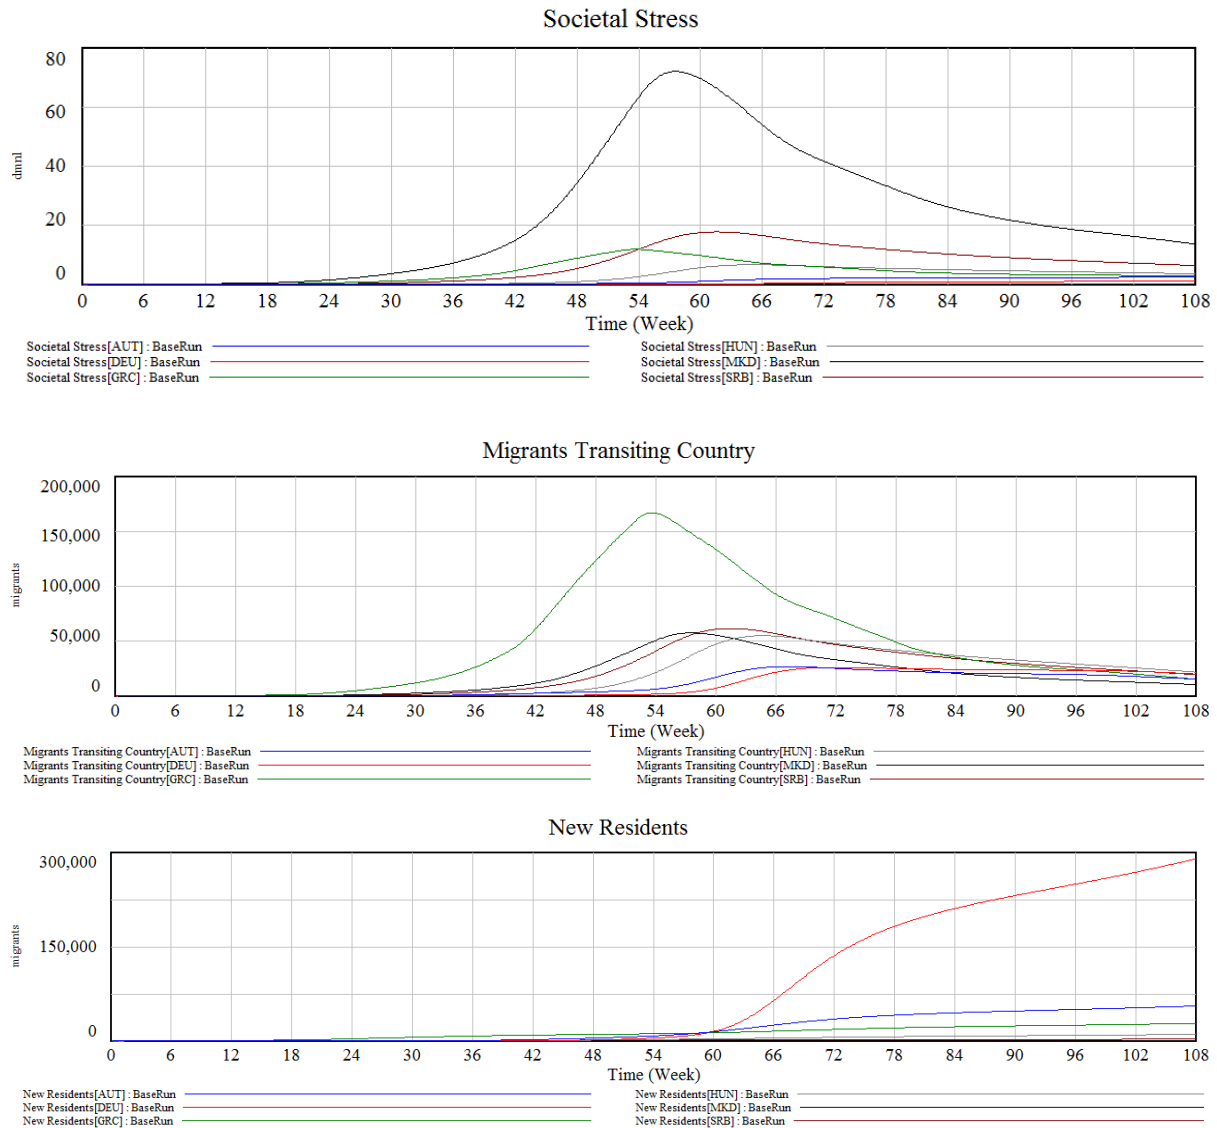 Societal Stress
80
60
40
20
0
dmnl
0 6 12 18 24 30 36 42 48 54 60 66 72 78 84 90 96 102 108
Time (Week)
Societal Stress[AUT] : BaseRun
Societal Stress[DEU] : BaseRun
Societal Stress[GRC] : BaseRun
Societal Stress[HUN] : BaseRun
Societal Stress[MKD] : BaseRun
Societal Stress[SRB] : BaseRun
Migrants Transiting Country
200,000
150,000
100,000
50,000
0
migrants
0 6 12 18 24 30 36 42 48 54 60 66 72 78 84 90 96 102 108
Time (Week)
Migrants Transiting Country[AUT] : BaseRun
Migrants Transiting Country[DEU] : BaseRun
Migrants Transiting Country[GRC] : BaseRun
Migrants Transiting Country[HUN] : BaseRun
Migrants Transiting Country[MKD] : BaseRun
Migrants Transiting Country[SRB] : BaseRun
New Residents
300,000
150,000
0
migrants
0 6 12 18 24 30 36 42 48 54 60 66 72 78 84 90 96 102 108
Time (Week)
New Residents[AUT] : BaseRun
New Residents[DEU] : BaseRun
New Residents[GRC] : BaseRun
New Residents[HUN] : BaseRun
New Residents[MKD] : BaseRun
New Residents[SRB] : BaseRun